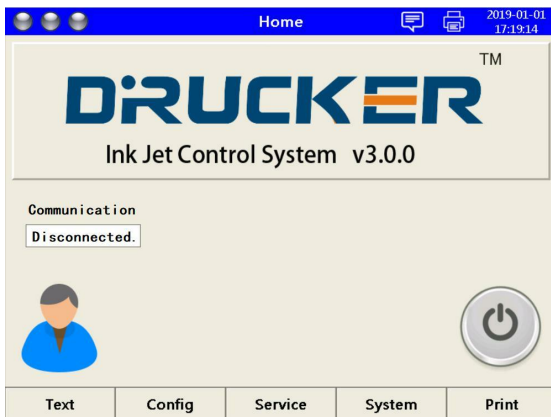 Home
2019-01-01
17:19:14
DRUCKER TM
Ink Jet Control System v3.0.0
Communication
Disconnected.
Text Config Service System Print